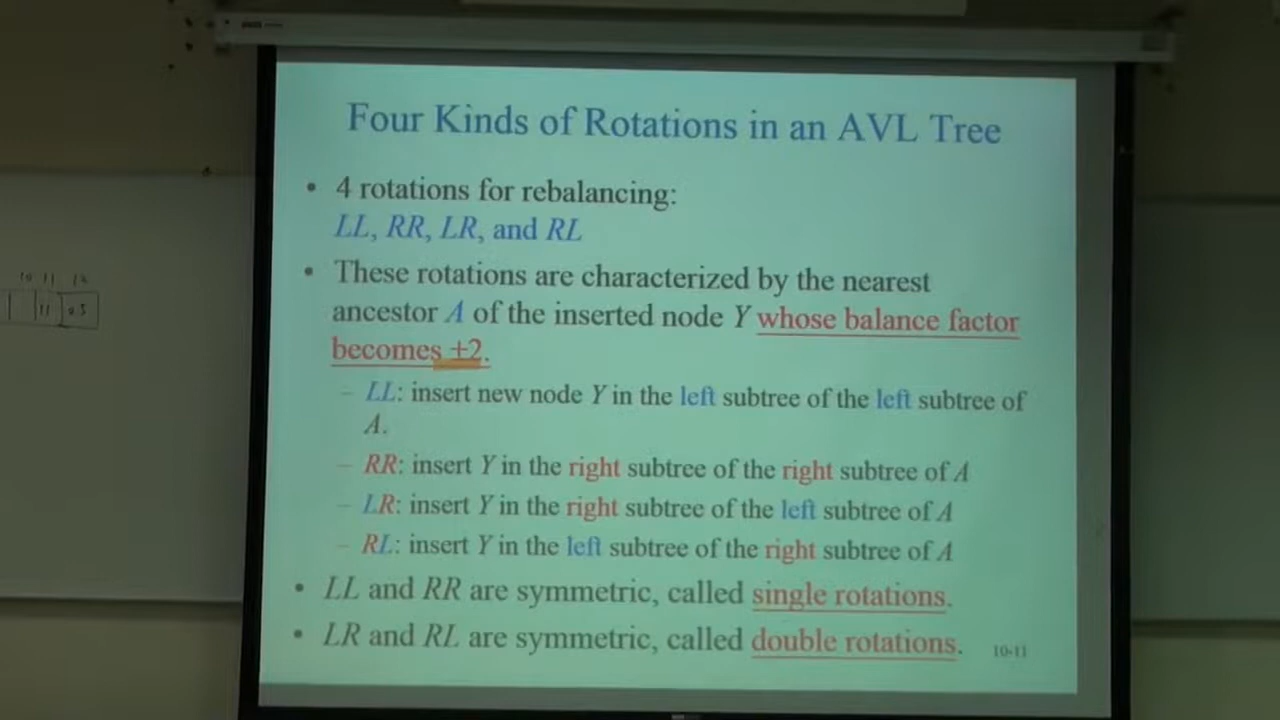 Four Kinds of Rotations in an AVL Tree
• 4 rotations for rebalancing:
LL, RR, LR, and RL
• These rotations are characterized by the nearest
ancestor A of the inserted node Y whose balance factor
becomes +2.
– LL: insert new node Y in the left subtree of the left subtree of
A.
– RR: insert Y in the right subtree of the right subtree of A
– LR: insert Y in the right subtree of the left subtree of A
– RL: insert Y in the left subtree of the right subtree of A
• LL and RR are symmetric, called single rotations.
• LR and RL are symmetric, called double rotations.
10-11
10 11 12
11